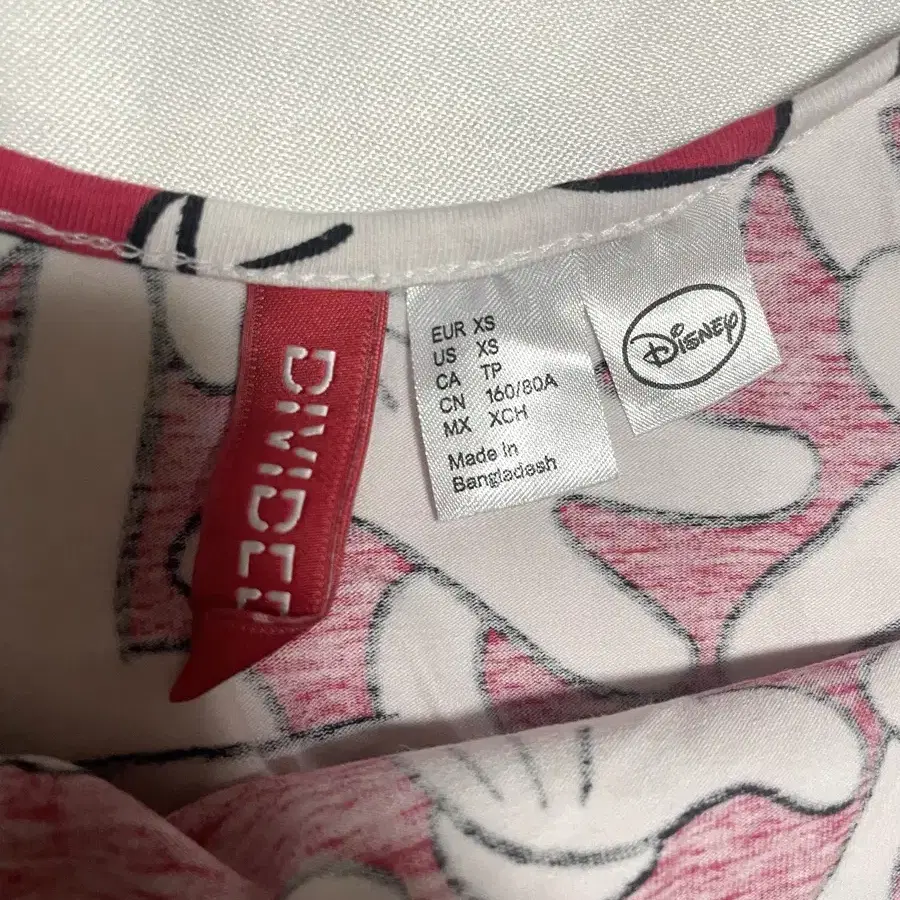 DIVIDED
EUR XS
US XS
CA TP
CN 160/80A
MX XCH
Made in
Bangladesh
Disney